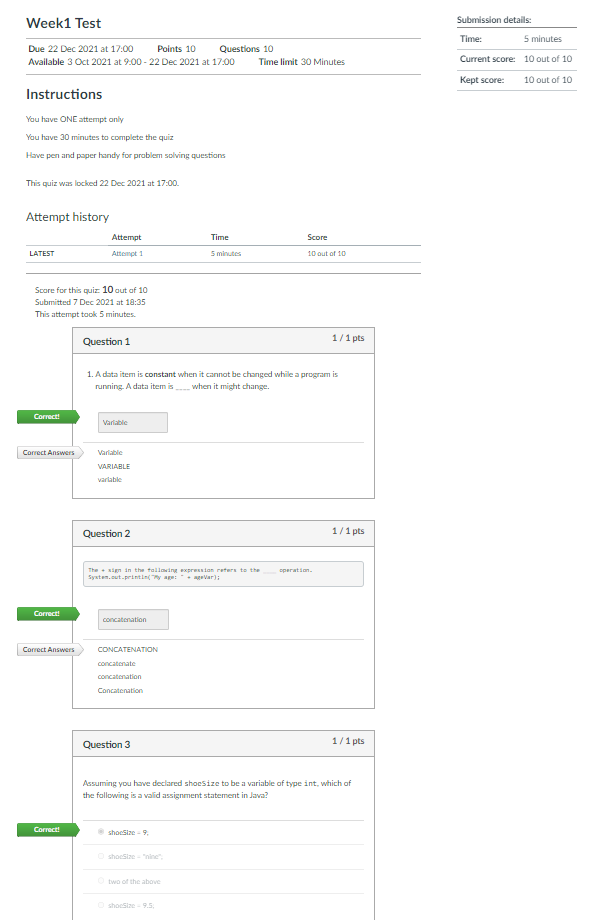 Week1 Test
Due 22 Dec 2021 at 17:00 Points 10 Questions 10
Available 3 Oct 2021 at 9:00 - 22 Dec 2021 at 17:00 Time limit 30 Minutes
Submission details:
Time: 5 minutes
Current score: 10 out of 10
Kept score: 10 out of 10
Instructions
You have ONE attempt only
You have 30 minutes to complete the quiz
Have pen and paper handy for problem solving questions
This quiz was locked 22 Dec 2021 at 17:00.
Attempt history
Attempt Time Score
LATEST Attempt 1 5 minutes 10 out of 10
Score for this quiz: 10 out of 10
Submitted 7 Dec 2021 at 18:35
This attempt took 5 minutes.
Question 1 1 / 1 pts
1. A data item is constant when it cannot be changed while a program is
running. A data item is ____ when it might change.
Correct! Variable
Correct Answers Variable
VARIABLE
variable
Question 2 1 / 1 pts
The + sign in the following expression refers to the ____ operation.
System.out.println("My age: " + ageVar);
Correct! concatenation
Correct Answers CONCATENATION
concatenate
concatenation
Concatenation
Question 3 1 / 1 pts
Assuming you have declared shoeSize to be a variable of type int, which of
the following is a valid assignment statement in Java?
Correct! shoeSize = 9;
shoeSize = "nine";
two of the above
shoeSize = 9.5;